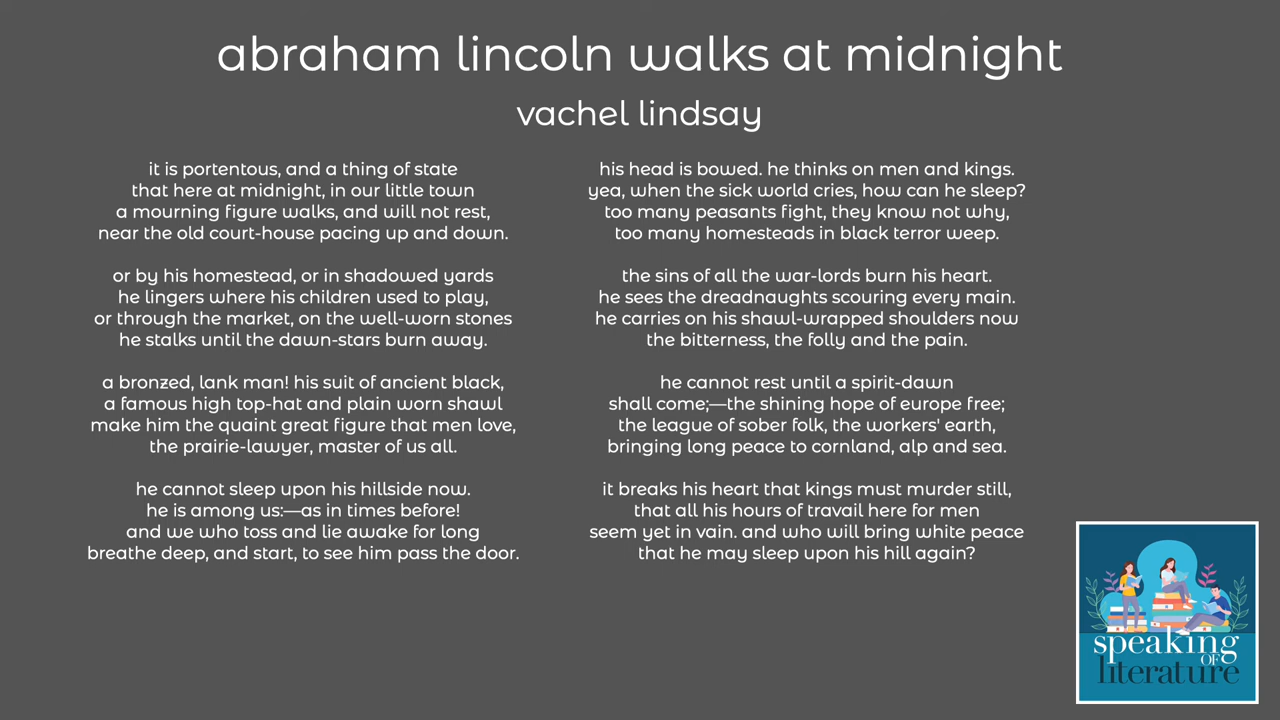 abraham lincoln walks at midnight
vachel lindsay
it is portentous, and a thing of state
that here at midnight, in our little town
a mourning figure walks, and will not rest,
near the old court-house pacing up and down.
or by his homestead, or in shadowed yards
he lingers where his children used to play,
or through the market, on the well-worn stones
he stalks until the dawn-stars burn away.
a bronzed, lank man! his suit of ancient black,
a famous high top-hat and plain worn shawl
make him the quaint great figure that men love,
the prairie-lawyer, master of us all.
he cannot sleep upon his hillside now.
he is among us:—as in times before!
and we who toss and lie awake for long
breathe deep, and start, to see him pass the door.
his head is bowed. he thinks on men and kings.
yea, when the sick world cries, how can he sleep?
too many peasants fight, they know not why,
too many homesteads in black terror weep.
the sins of all the war-lords burn his heart.
he sees the dreadnaughts scouring every main.
he carries on his shawl-wrapped shoulders now
the bitterness, the folly and the pain.
he cannot rest until a spirit-dawn
shall come;—the shining hope of europe free;
the league of sober folk, the workers' earth,
bringing long peace to cornland, alp and sea.
it breaks his heart that kings must murder still,
that all his hours of travail here for men
seem yet in vain. and who will bring white peace
that he may sleep upon his hill again?
speaking
OF
literature